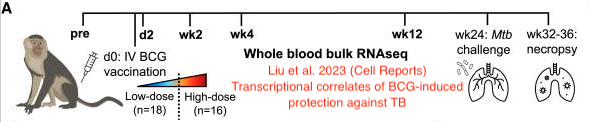 A
pre
d2
wk2
wk4
wk12
wk24: Mtb
challenge
wk32-36:
necropsy
d0: IV BCG
vaccination
Low-dose
(n=18)
High-dose
(n=16)
Whole blood bulk RNAseq
Liu et al. 2023 (Cell Reports)
Transcriptional correlates of BCG-induced
protection against TB